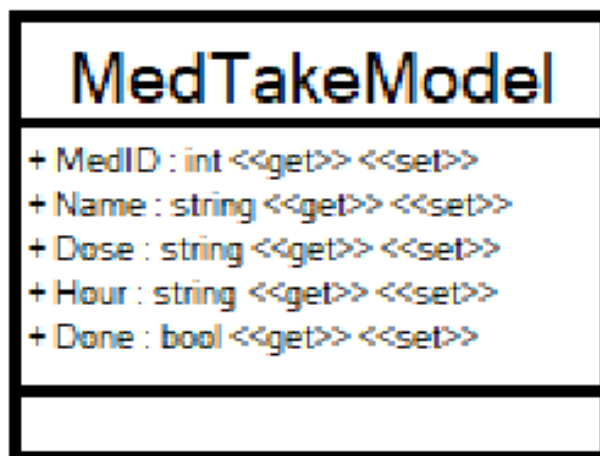 MedTakeModel
+ MedID : int <<get>> <<set>>
+ Name : string <<get>> <<set>>
+ Dose : string <<get>> <<set>>
+ Hour : string <<get>> <<set>>
+ Done : bool <<get>> <<set>>